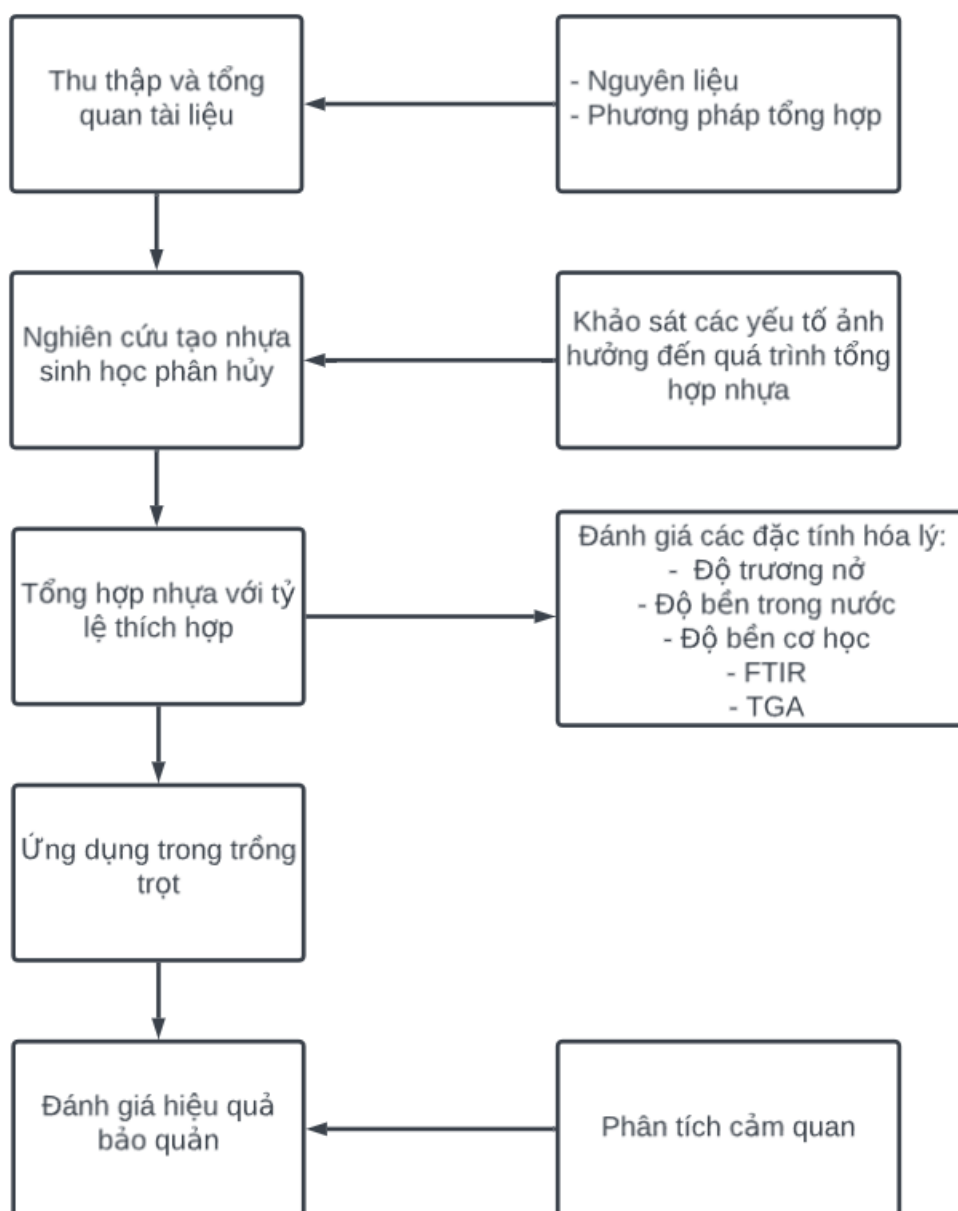 Thu thập và tổng
quan tài liệu
- Nguyên liệu
- Phương pháp tổng hợp
Nghiên cứu tạo nhựa
sinh học phân hủy
Khảo sát các yếu tố ảnh
hưởng đến quá trình tổng
hợp nhựa
Tổng hợp nhựa với tỷ
lệ thích hợp
Đánh giá các đặc tính hóa lý:
- Độ trương nở
- Độ bền trong nước
- Độ bền cơ học
- FTIR
- TGA
Ứng dụng trong trồng
trọt
Đánh giá hiệu quả
bảo quản
Phân tích cảm quan